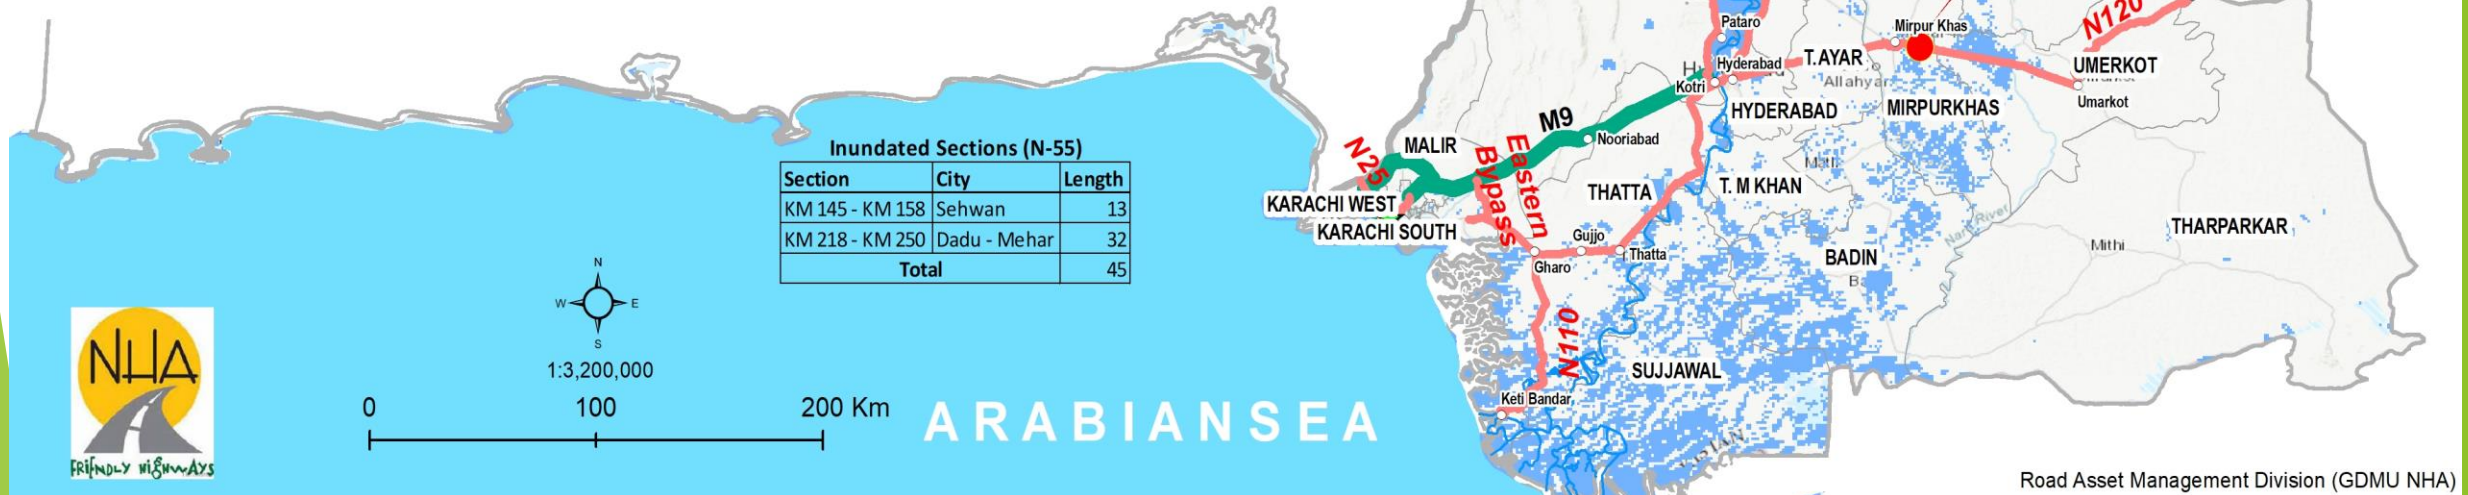 Pataro
Mirpur Khas
N120
T.AYAR
UMERKOT
Hyderabad
Allahyar
Kotri
Umarkot
HYDERABAD
MIRPURKHAS
M9
Nooriabad
MALIR
N25
Eastern
Bypass
Inundated Sections (N-55)
Section City Length
KM 145 - KM 158 Sehwan 13
KM 218 - KM 250 Dadu - Mehar 32
Total 45
THATTA
T. M KHAN
KARACHI WEST
KARACHI SOUTH
THARPARKAR
Mithi
Gujjo
Thatta
Gharo
BADIN
N110
SUJJAWAL
Keti Bandar
N
W E
S
1:3,200,000
0 100 200 Km
ARABIANSEA
NHA
FRIENDLY HIGHWAYS
Road Asset Management Division (GDMU NHA)